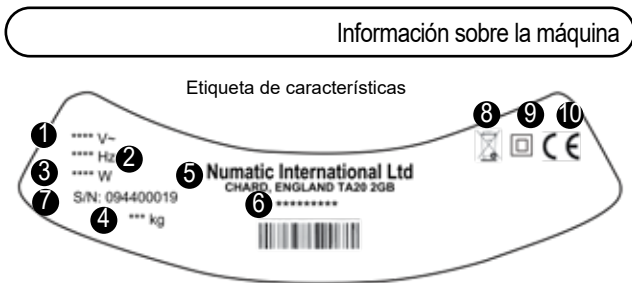 Información sobre la máquina
Etiqueta de características
8 9 10
1 **** V~
**** Hz 2
3 **** W
5 Numatic International Ltd
CHARD, ENGLAND TA20 2GB
7 S/N: 094400019
6 *********
4 *** kg
CE